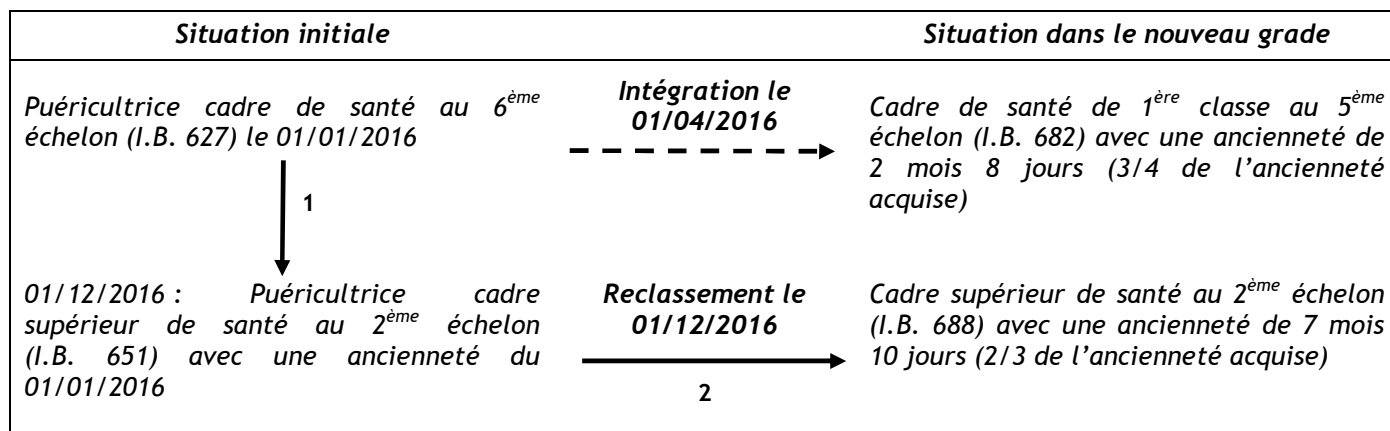 Situation initiale
Situation dans le nouveau grade
Puéricultrice cadre de santé au 6ème
échelon (I.B. 627) le 01/01/2016
Intégration le
01/04/2016
Cadre de santé de 1ère classe au 5ème
échelon (I.B. 682) avec une ancienneté de
2 mois 8 jours (3/4 de l’ancienneté
acquise)
1
01/12/2016 : Puéricultrice cadre
supérieur de santé au 2ème échelon
(I.B. 651) avec une ancienneté du
01/01/2016
Reclassement le
01/12/2016
2
Cadre supérieur de santé au 2ème échelon
(I.B. 688) avec une ancienneté de 7 mois
10 jours (2/3 de l’ancienneté acquise)